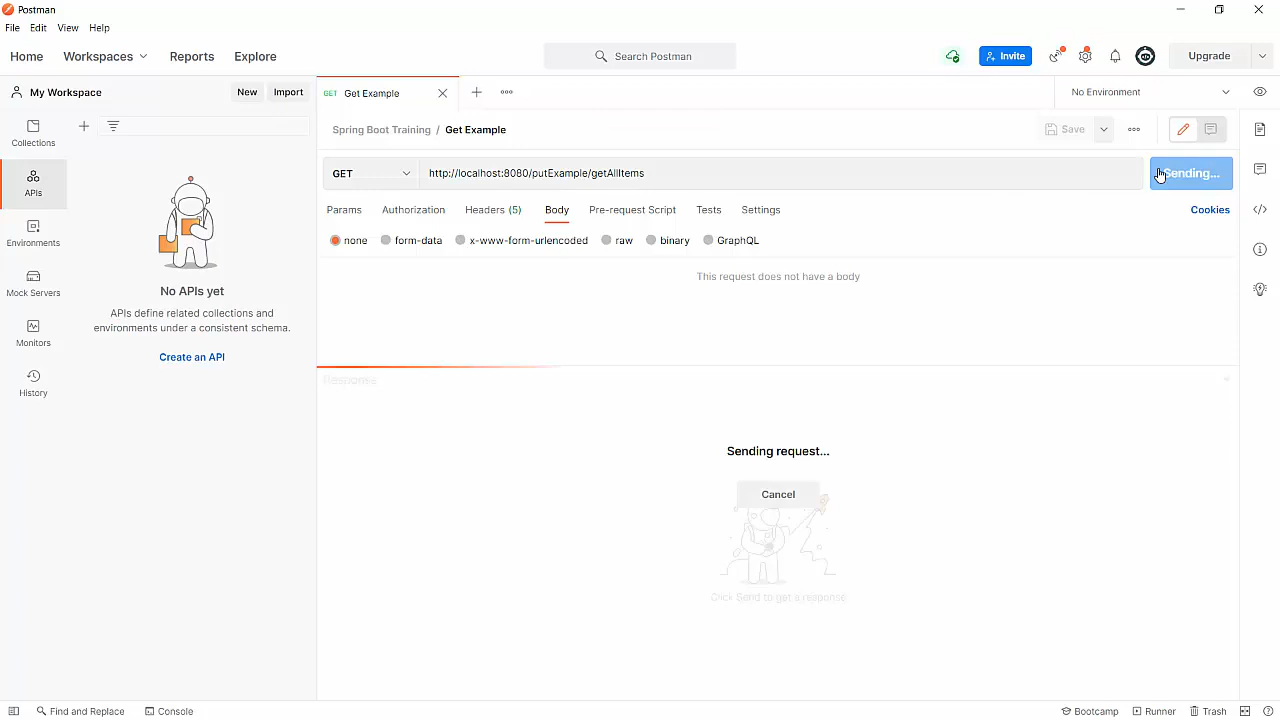 Postman
File Edit View Help
Home Workspaces Reports Explore Search Postman Invite Upgrade
My Workspace New Import GET Get Example No Environment
Spring Boot Training / Get Example Save
Collections
APIs
Environments
Mock Servers
Monitors
History
No APIs yet
APIs define related collections and
environments under a consistent schema.
Create an API
GET http://localhost:8080/putExample/getAllItems Sending...
Params Authorization Headers (5) Body Pre-request Script Tests Settings Cookies
none form-data x-www-form-urlencoded raw binary GraphQL
This request does not have a body
Response
Sending request...
Cancel
Click Send to get a response
Find and Replace Console Bootcamp Runner Trash